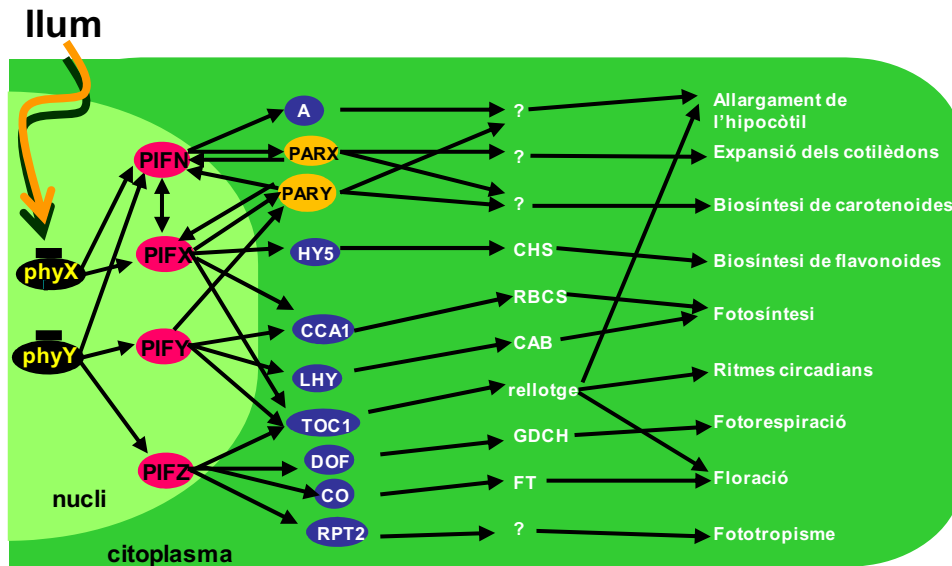 llum
A
?
Allargament de
l'hipocòtil
PIFN
PARX
?
Expansió dels cotilèdons
PARY
?
Biosíntesi de carotenoides
phyX
PIFX
HY5
CHS
Biosíntesi de flavonoides
RBCS
Fotosíntesi
phyY
PIFY
CCA1
CAB
LHY
rellotge
Ritmes circadians
TOC1
GDCH
Fotorespiració
PIFZ
DOF
FT
Floració
nucli
CO
RPT2
?
Fototropisme
citoplasma